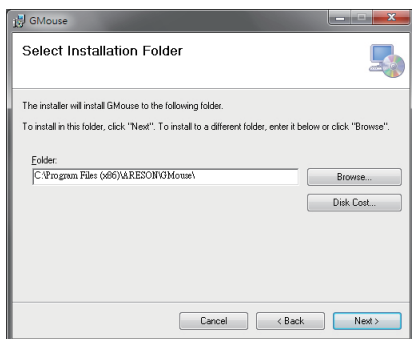 GMouse
Select Installation Folder
The installer will install GMouse to the following folder.
To install in this folder, click "Next". To install to a different folder, enter it below or click "Browse".
Folder:
C:\Program Files (x86)\ARESON\GMouse\
Browse...
Disk Cost...
Cancel
< Back
Next >